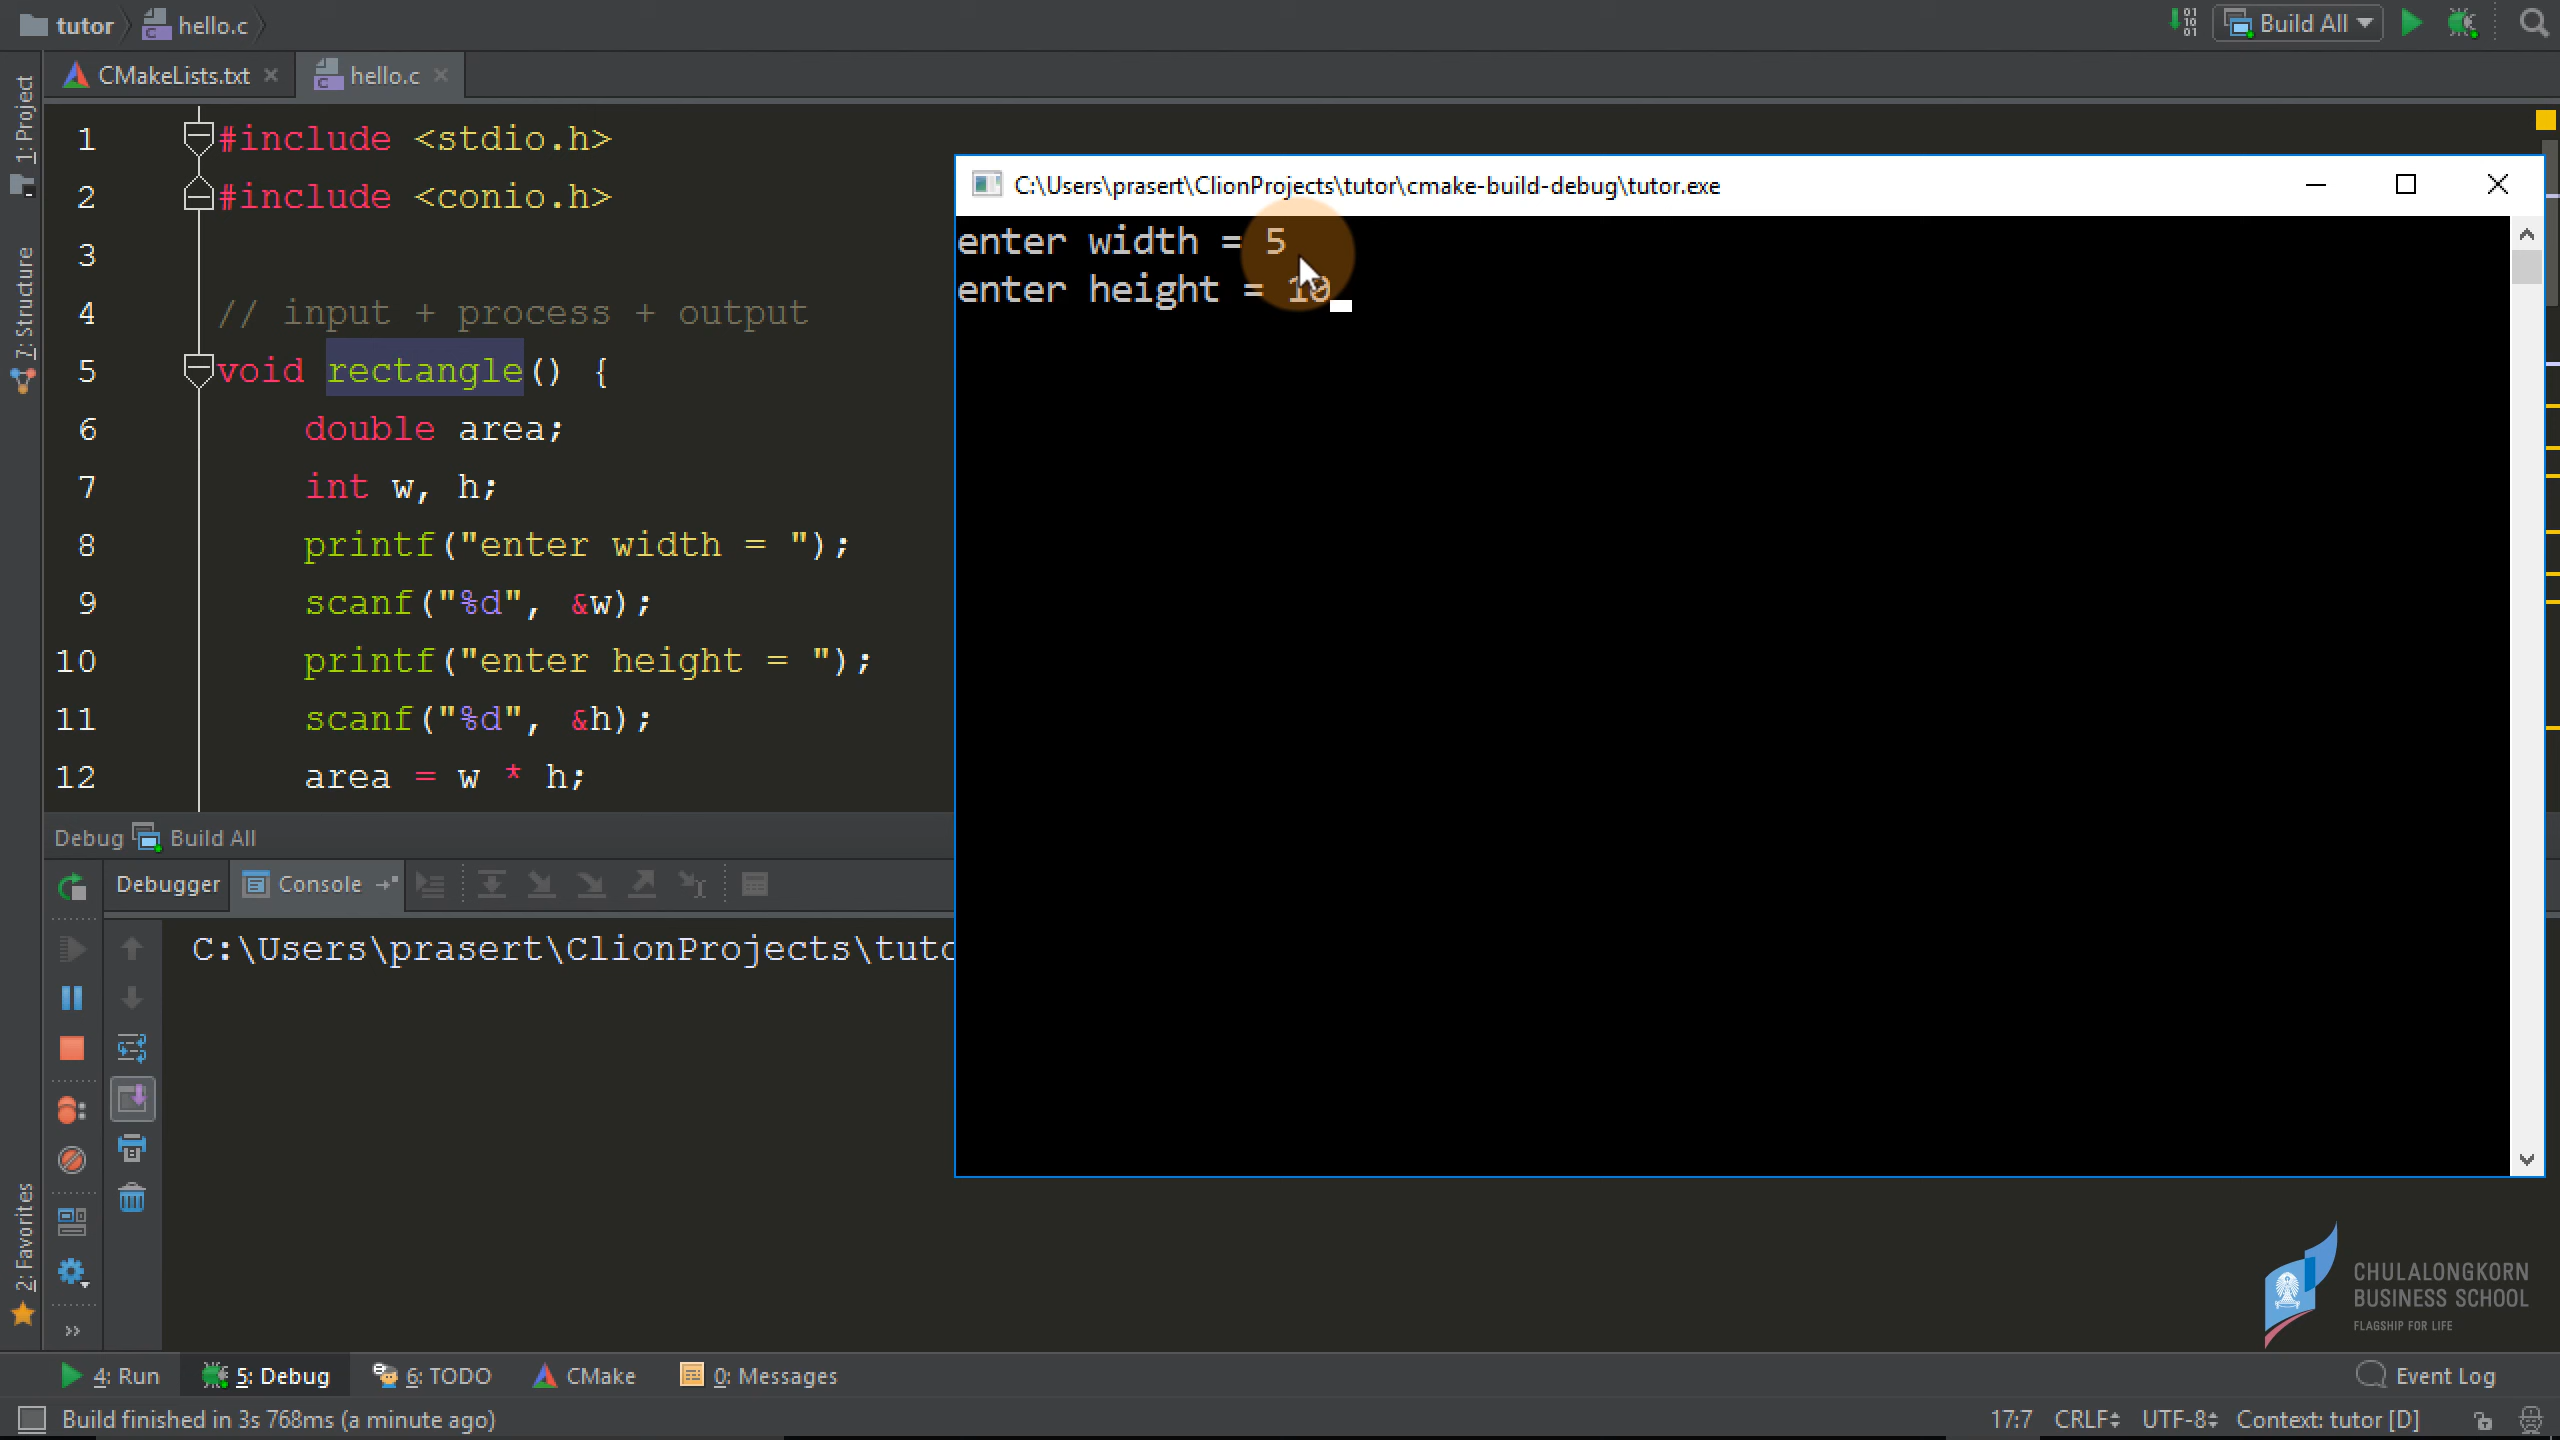 tutor hello.c
Build All
CMakeLists.txt hello.c
1: Project
7: Structure
2: Favorites
1 #include <stdio.h>
2 #include <conio.h>
3
4 // input + process + output
5 void rectangle() {
6 double area;
7 int w, h;
8 printf("enter width = ");
9 scanf("%d", &w);
10 printf("enter height = ");
11 scanf("%d", &h);
12 area = w * h;
C:\Users\prasert\ClionProjects\tutor\cmake-build-debug\tutor.exe
enter width = 5
enter height = 10
Debug Build All
Debugger Console
C:\Users\prasert\ClionProjects\tuto
CHULALONGKORN
BUSINESS SCHOOL
FLAGSHIP FOR LIFE
4: Run 5: Debug 6: TODO CMake 0: Messages Event Log
Build finished in 3s 768ms (a minute ago) 17:7 CRLF UTF-8 Context: tutor [D]